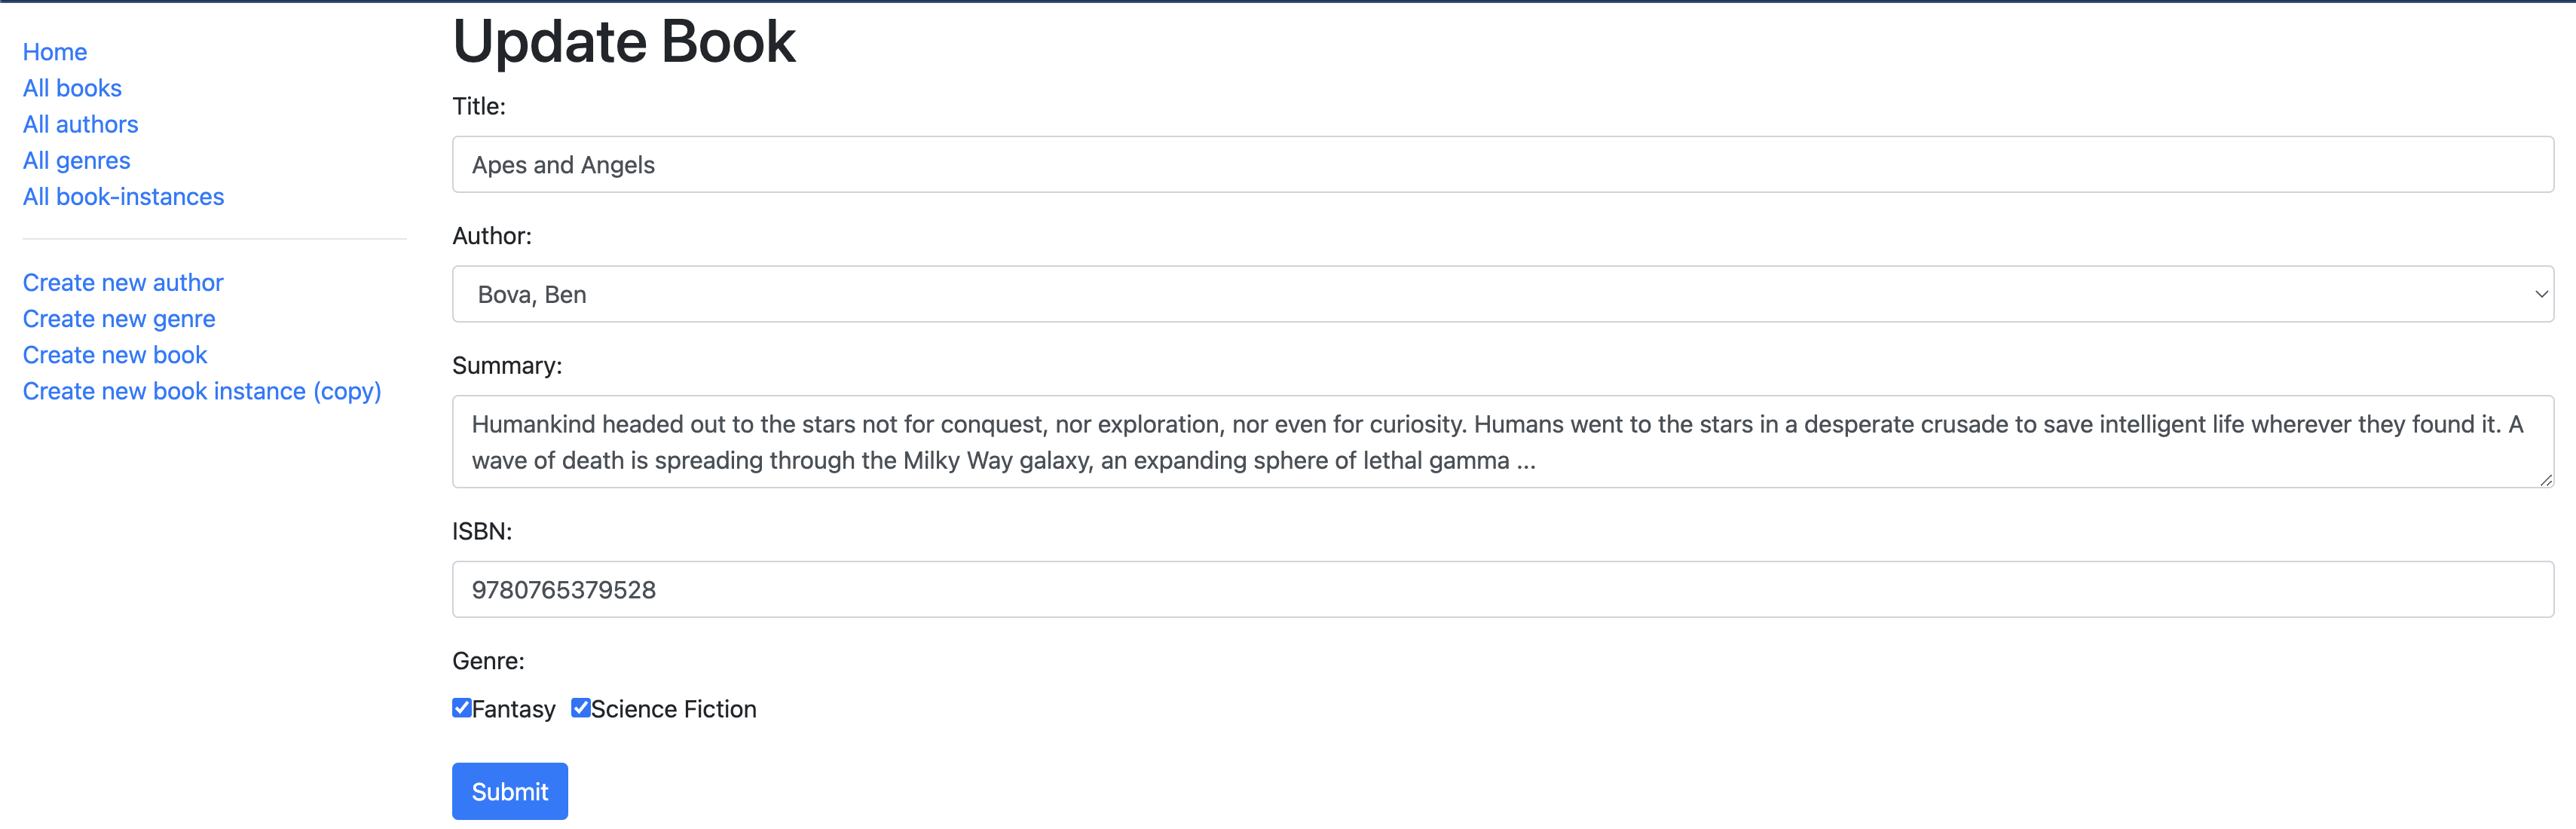 Home
All books
All authors
All genres
All book-instances
Create new author
Create new genre
Create new book
Create new book instance (copy)
Update Book
Title:
Apes and Angels
Author:
Bova, Ben
Summary:
Humankind headed out to the stars not for conquest, nor exploration, nor even for curiosity. Humans went to the stars in a desperate crusade to save intelligent life wherever they found it. A
wave of death is spreading through the Milky Way galaxy, an expanding sphere of lethal gamma ...
ISBN:
9780765379528
Genre:
Fantasy Science Fiction
Submit